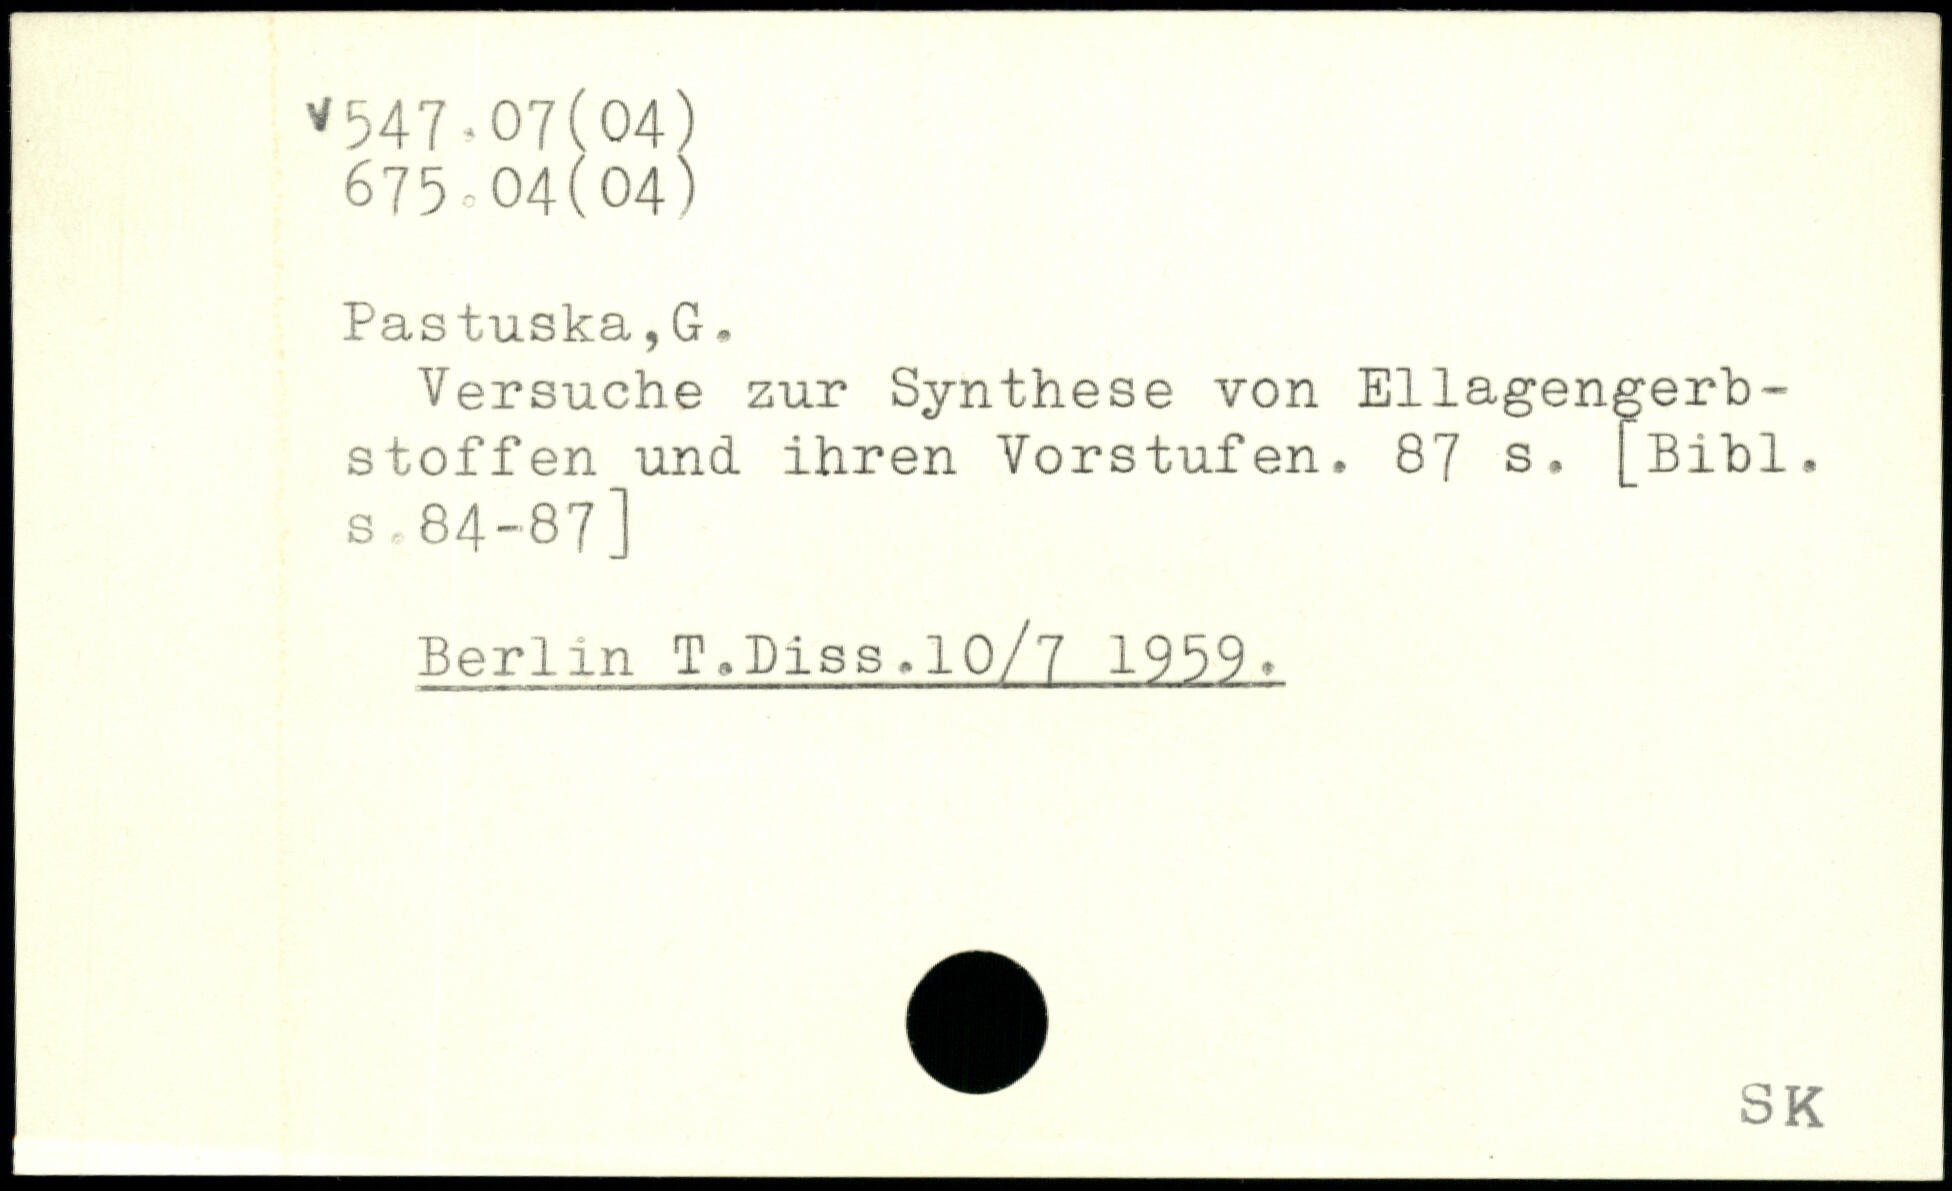 v547.07(04)
675.04(04)
Pastuska,G.
Versuche zur Synthese von Ellagengerb-
stoffen und ihren Vorstufen. 87 s. [Bibl.
s.84-87]
Berlin T.Diss.10/7 1959.
SK